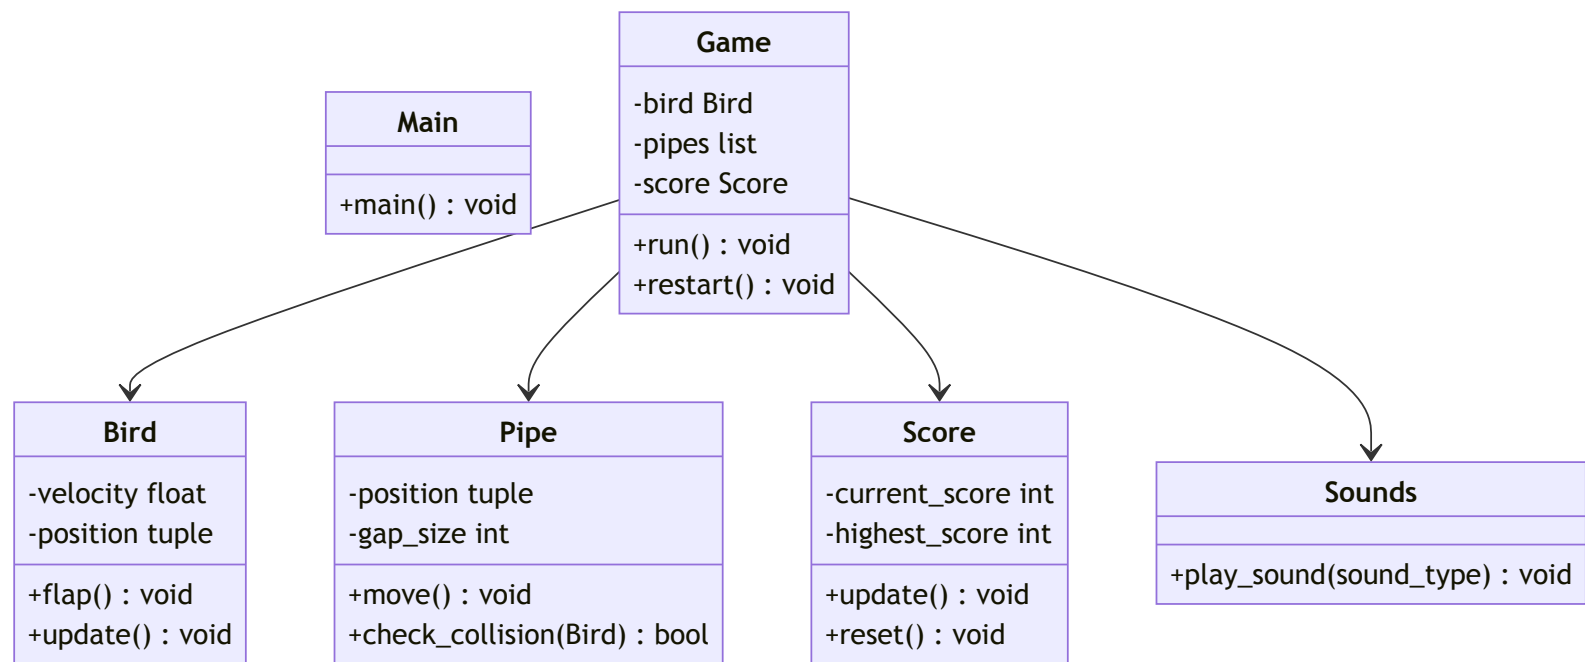 Game
-bird Bird
-pipes list
-score Score
+run() : void
+restart() : void
Main
+main() : void
Bird
-velocity float
-position tuple
+flap() : void
+update() : void
Pipe
-position tuple
-gap_size int
+move() : void
+check_collision(Bird) : bool
Score
-current_score int
-highest_score int
+update() : void
+reset() : void
Sounds
+play_sound(sound_type) : void